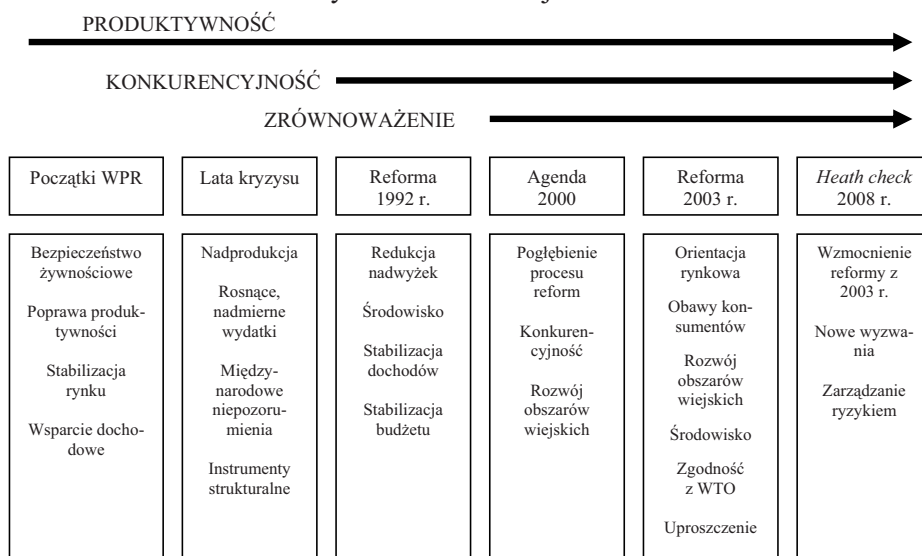 PRODUKTYWNOŚĆ
KONKURENCYJNOŚĆ
ZRÓWNOWAŻENIE
Początki WPR
Lata kryzysu
Reforma
1992 r.
Agenda
2000
Reforma
2003 r.
Heath check
2008 r.
Bezpieczeństwo
żywnościowe
Poprawa produk-
tywności
Stabilizacja
rynku
Wsparcie docho-
dowe
Nadprodukcja
Rosnące,
nadmierne
wydatki
Między-
narodowe
niepozoru-
mienia
Instrumenty
strukturalne
Redukcja
nadwyżek
Środowisko
Stabilizacja
dochodów
Stabilizacja
budżetu
Pogłębienie
procesu
reform
Konkuren-
cyjność
Rozwój
obszarów
wiejskich
Orientacja
rynkowa
Obawy kon-
sumentów
Rozwój
obszarów
wiejskich
Środowisko
Zgodność
z WTO
Uproszczenie
Wzmocnienie
reformy z
2003 r.
Nowe wyzwa-
nia
Zarządzanie
ryzykiem